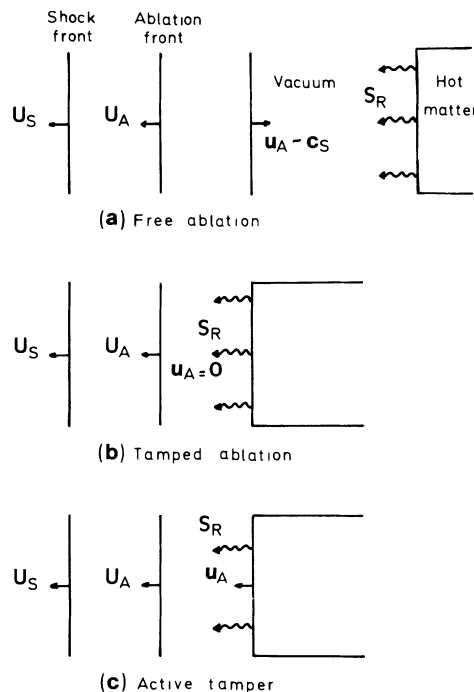 Shock front
Ablation front
Vacuum
Hot matter
U_S
U_A
u_A - c_S
S_R
(a) Free ablation
U_S
U_A
S_R
u_A = 0
(b) Tamped ablation
U_S
U_A
S_R
u_A
(c) Active tamper